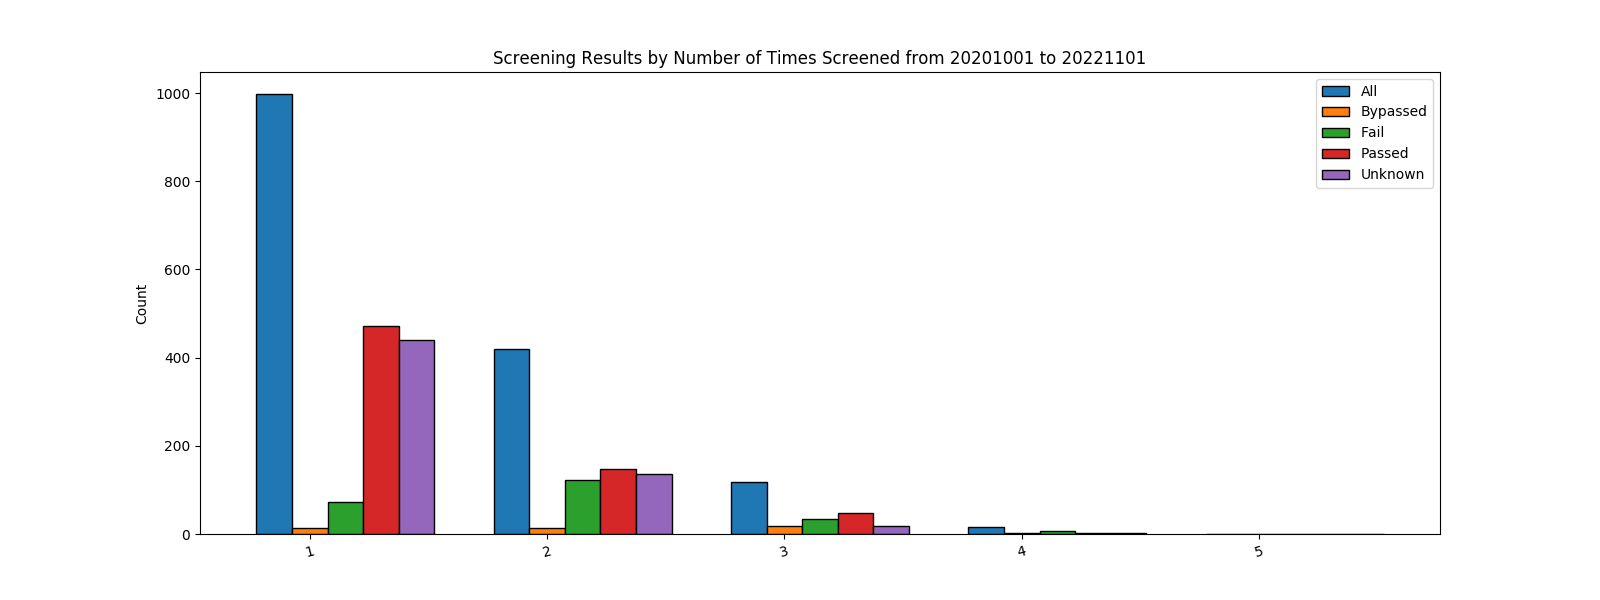 Screening Results by Number of Times Screened from 20201001 to 20221101
1000
800
600
400
200
0
Count
1
2
3
4
5
All
Bypassed
Fail
Passed
Unknown